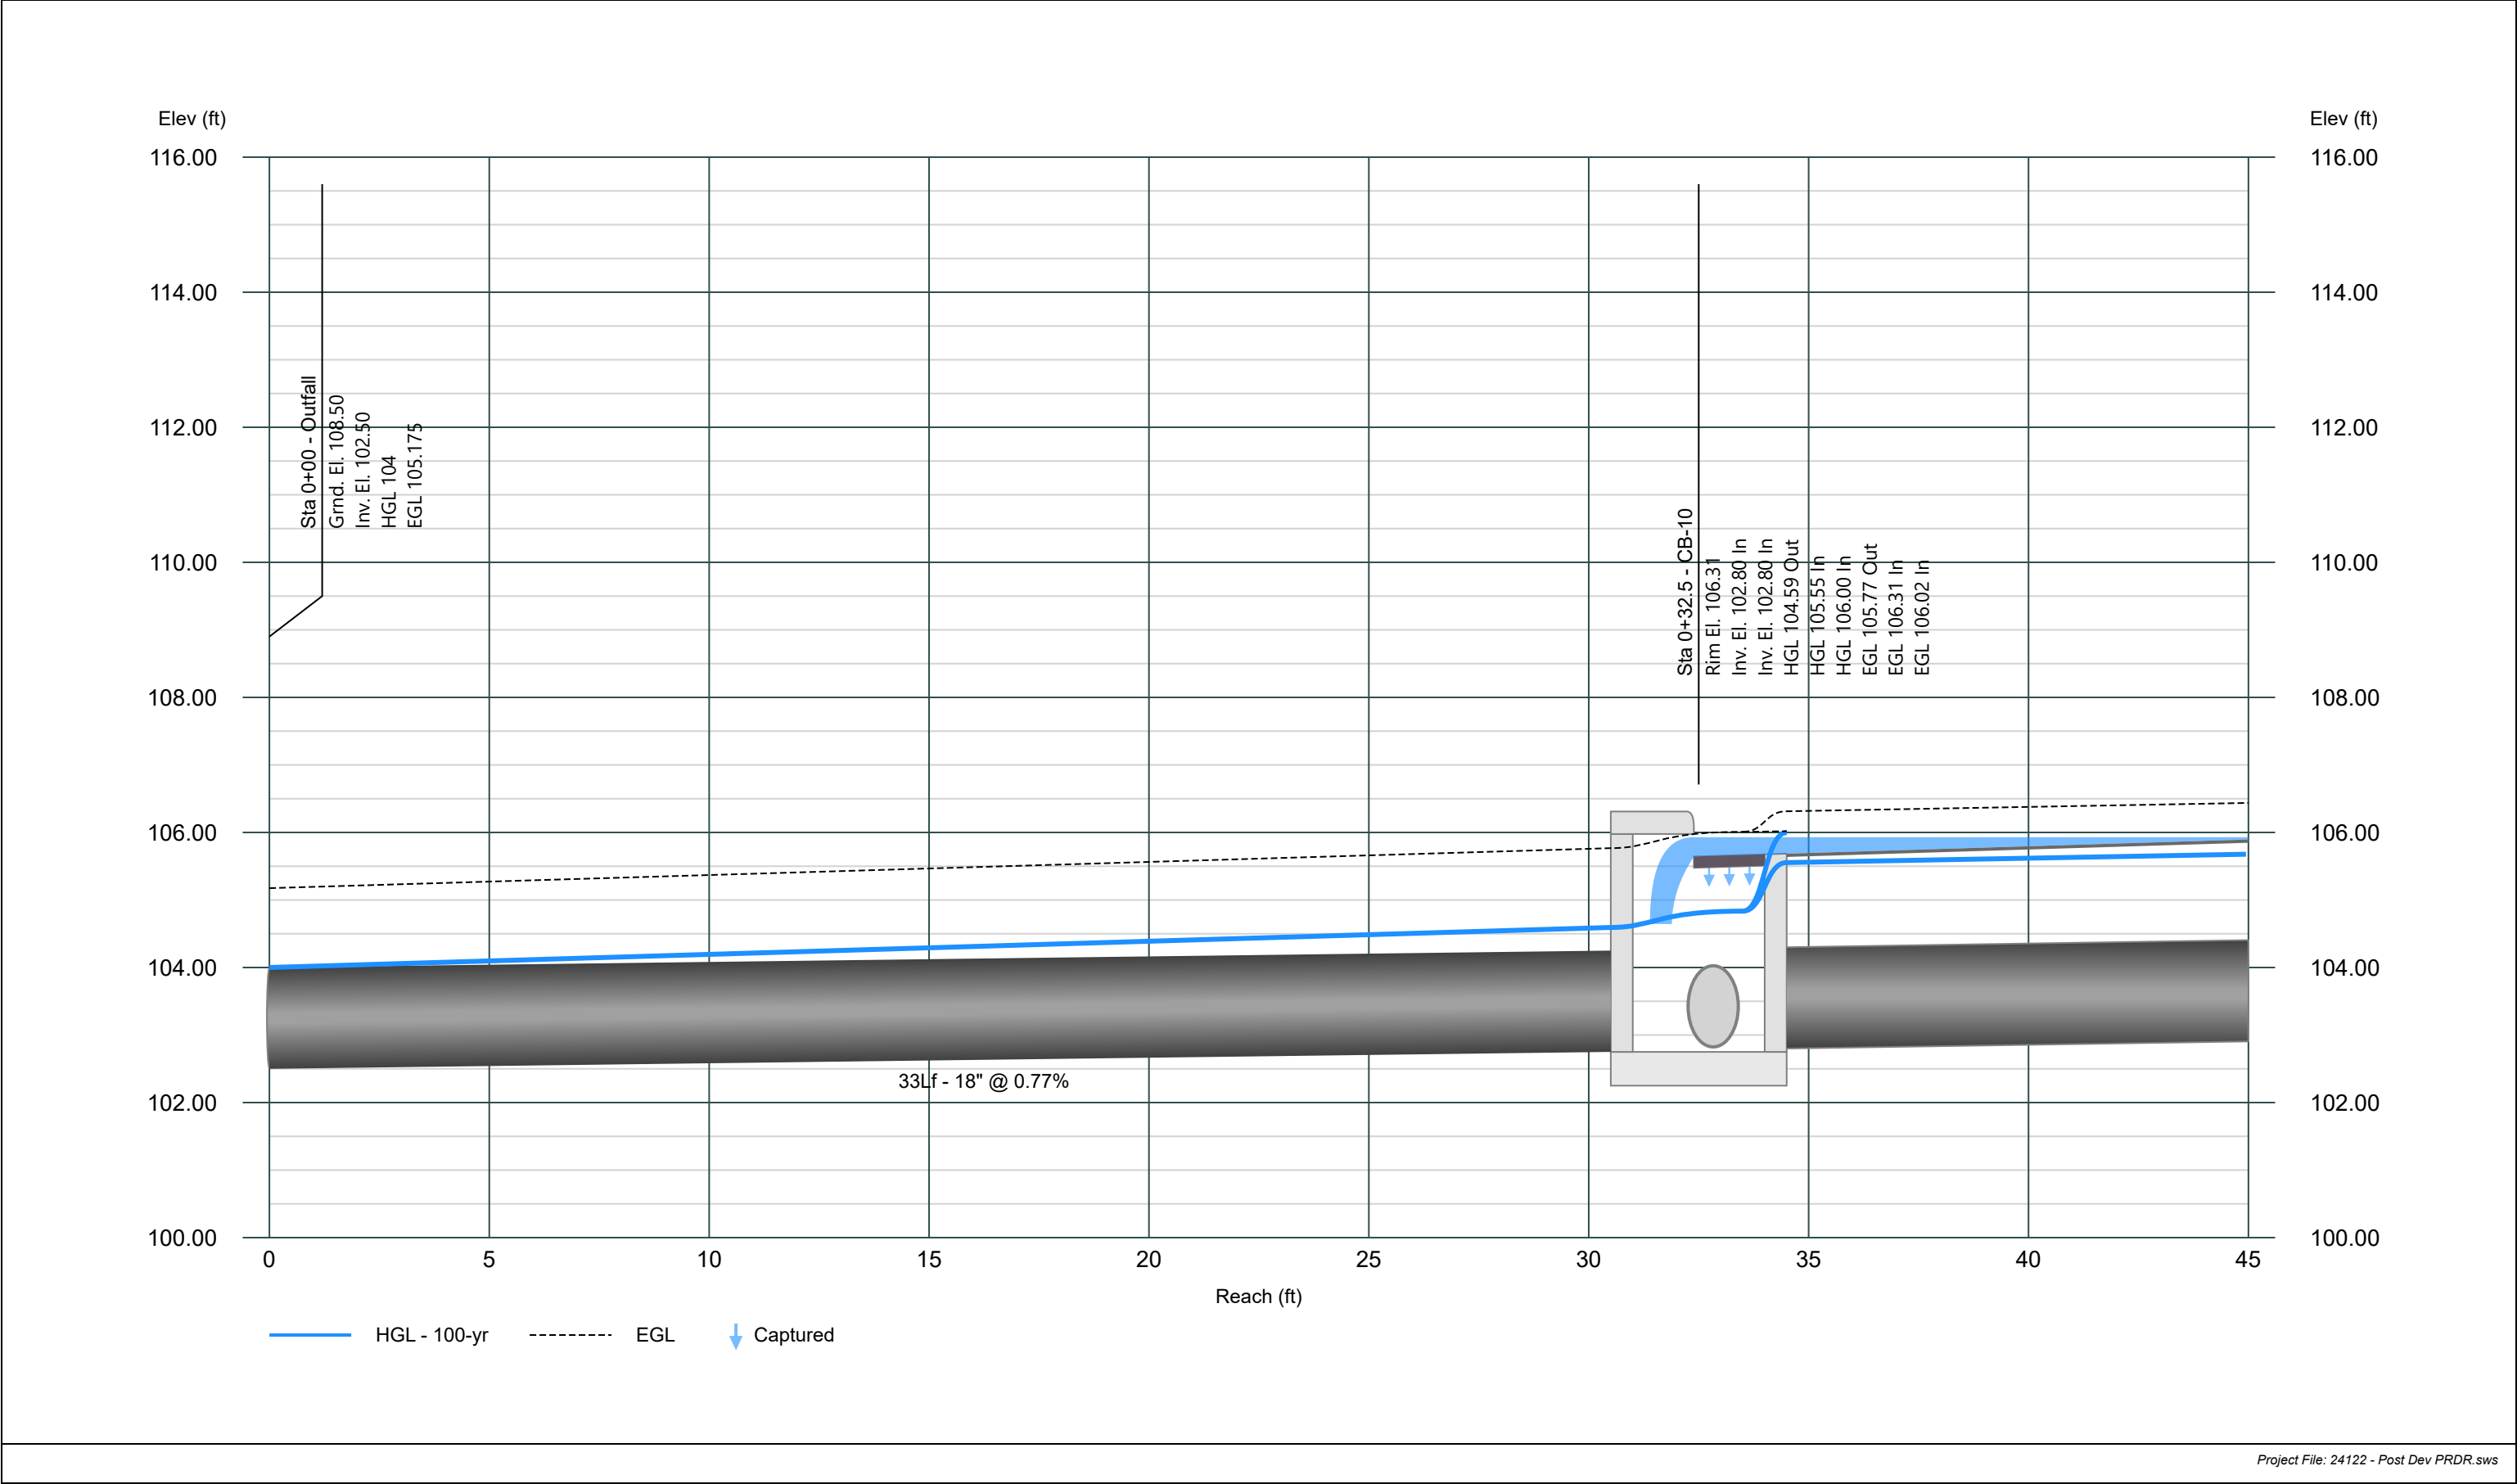 Elev (ft)
Elev (ft)
116.00
116.00
114.00
114.00
112.00
112.00
110.00
110.00
108.00
108.00
106.00
106.00
104.00
104.00
102.00
102.00
100.00
100.00
Sta 0+00 - Outfall
Grnd. El. 108.50
Inv. El. 102.50
HGL 104
EGL 105.175
Sta 0+32.5 - CB-10
Rim El. 106.31
Inv. El. 102.80 In
Inv. El. 102.80 In
HGL 104.59 Out
HGL 105.55 In
HGL 106.00 In
EGL 105.77 Out
EGL 106.31 In
EGL 106.02 In
33Lf - 18" @ 0.77%
0 5 10 15 20 25 30 35 40 45
Reach (ft)
HGL - 100-yr EGL Captured
Project File: 24122 - Post Dev PRDR.sws